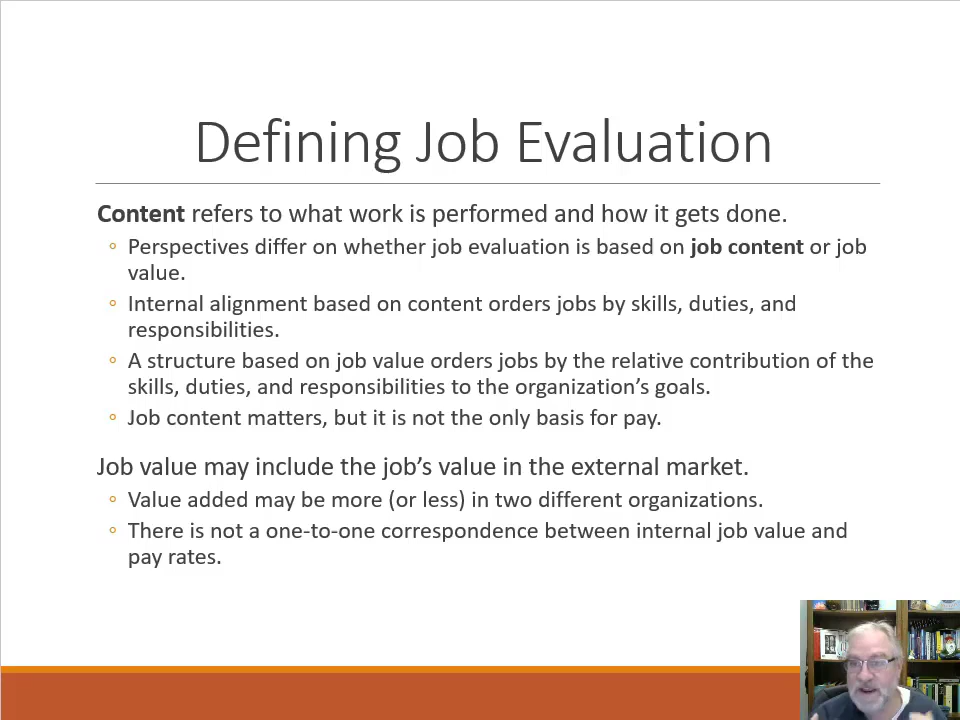 Defining Job Evaluation
Content refers to what work is performed and how it gets done.
◦ Perspectives differ on whether job evaluation is based on job content or job
value.
◦ Internal alignment based on content orders jobs by skills, duties, and
responsibilities.
◦ A structure based on job value orders jobs by the relative contribution of the
skills, duties, and responsibilities to the organization’s goals.
◦ Job content matters, but it is not the only basis for pay.
Job value may include the job’s value in the external market.
◦ Value added may be more (or less) in two different organizations.
◦ There is not a one-to-one correspondence between internal job value and
pay rates.